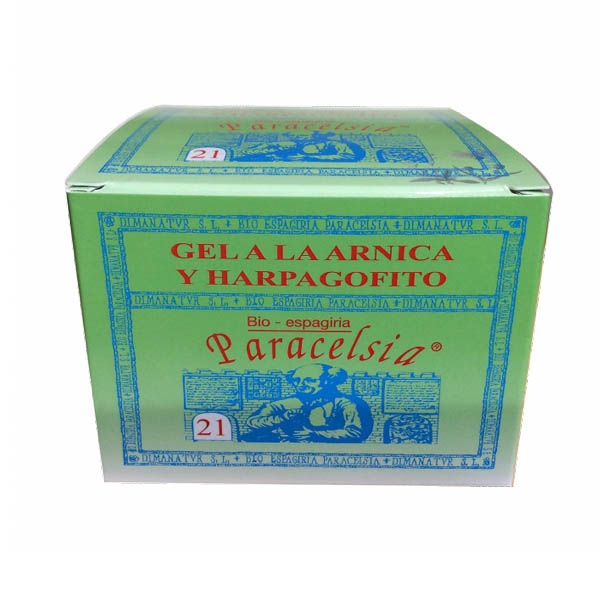 Paracelsia®
21
DIMANATVR S.L. ✦ BIO ESPAGIRIA PARACELSIA ✦ DIMANATVR S.L.
GEL A LA ARNICA
Y HARPAGOFITO
DIMANATVR S.L. ✦ BIO ESPAGIRIA PARACELSIA ✦ DIMANATVR S.L.
Bio - espagiria
Paracelsia®
21
DIMANATVR S.L. ✦ BIO ESPAGIRIA PARACELSIA ✦ DIMANATVR S.L.